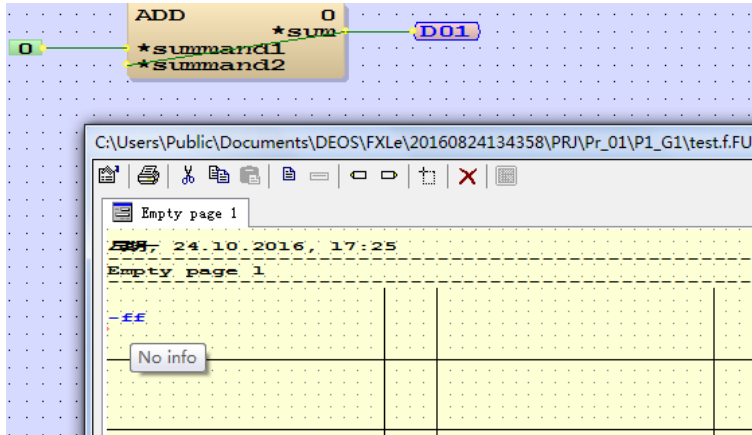 ADD 0
*sum
D01
0
*summand1
*summand2
C:\Users\Public\Documents\DEOS\FXLe\20160824134358\PRJ\Pr_01\P1_G1\test.f.FU
Empty page 1
, 24.10.2016, 17:25
Empty page 1
-ff
No info